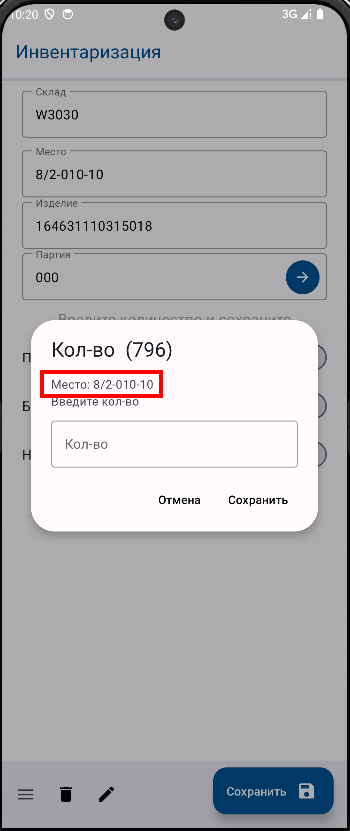 10:20
3G
Инвентаризация
Склад
W3030
Место
8/2-010-10
Изделие
164631110315018
Партия
000
Введите количество и сохраните
П
Кол-во (796)
Место: 8/2-010-10
Введите кол-во
Б
Кол-во
Н
Отмена Сохранить
Сохранить